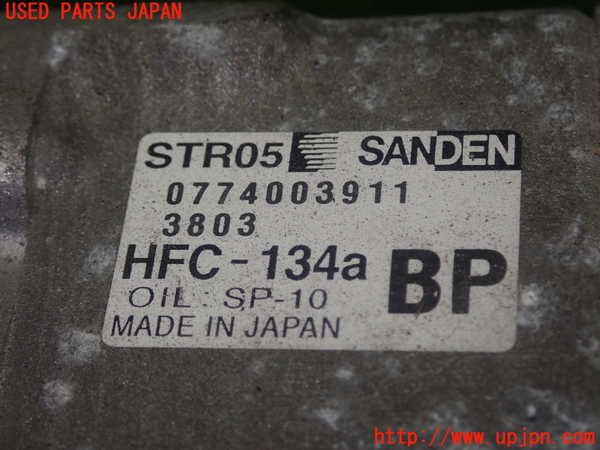 USED PARTS JAPAN
STR05 SANDEN
0774003911
3803
HFC-134a BP
OIL : SP-10
MADE IN JAPAN
http://www.upjpn.com/